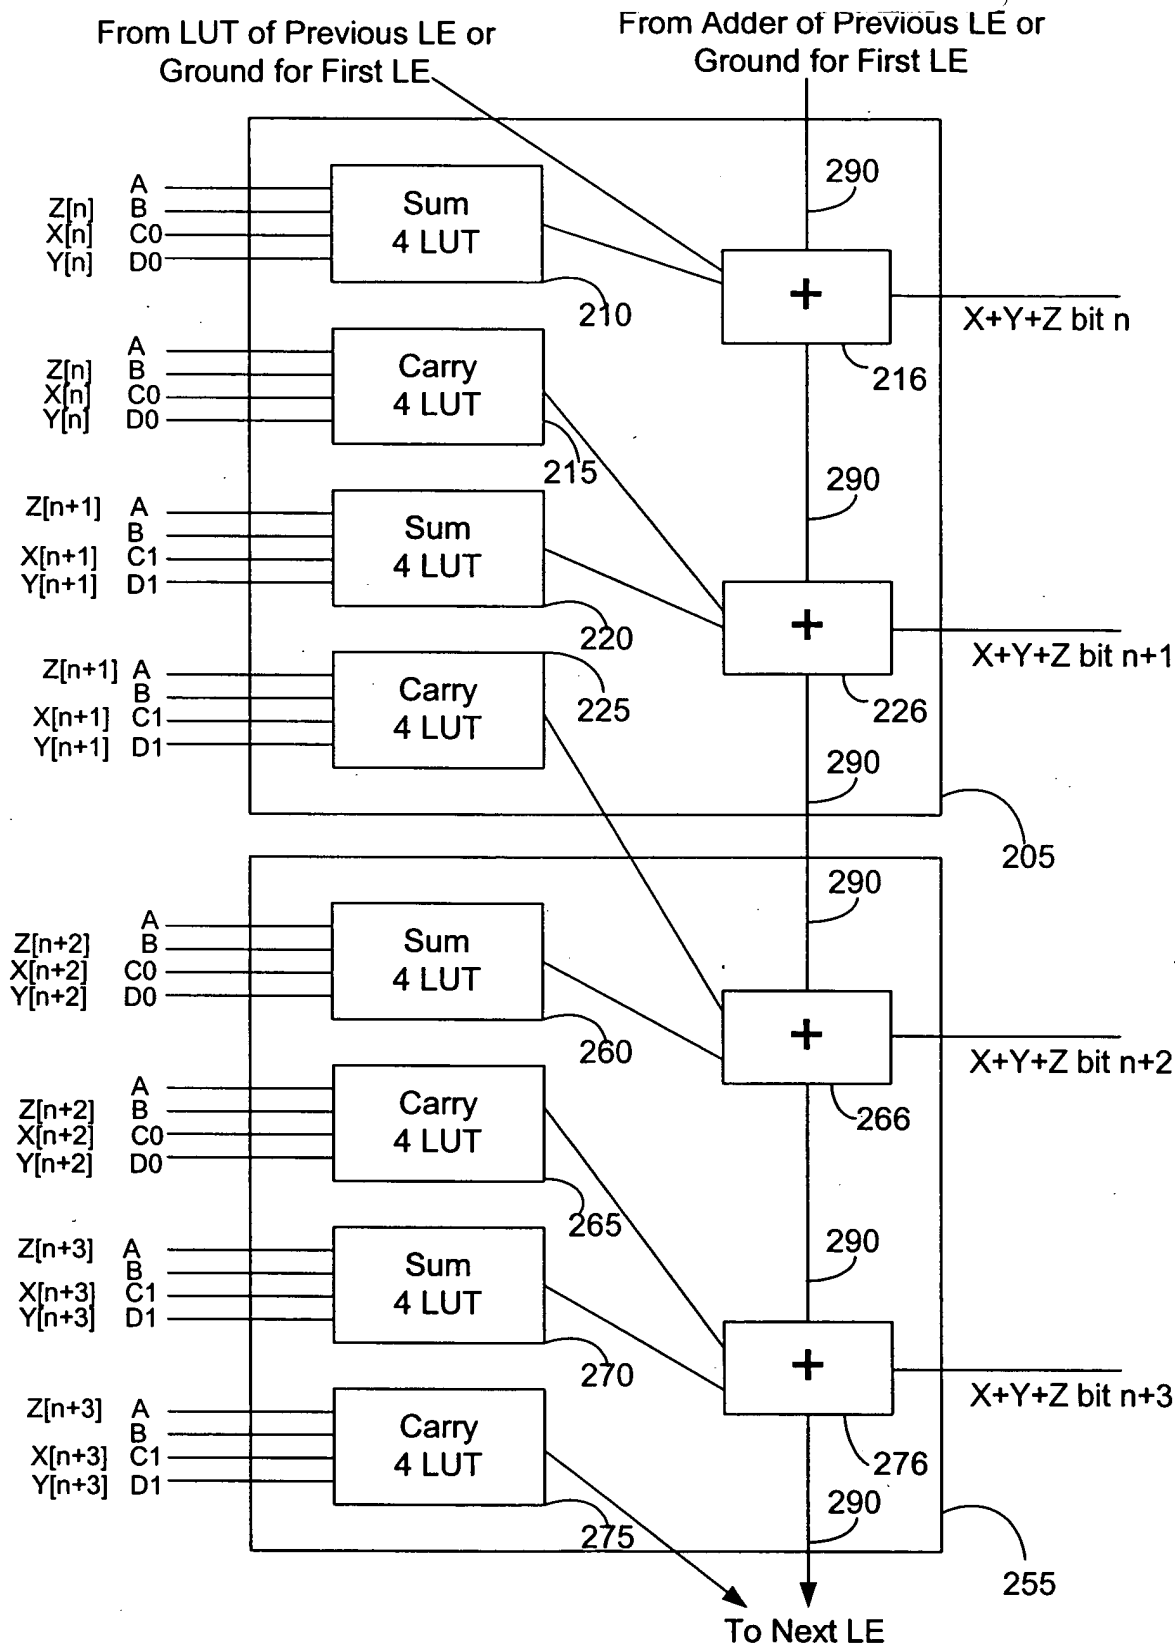 From LUT of Previous LE or
Ground for First LE
From Adder of Previous LE or
Ground for First LE
290
A
Z[n] B
X[n] C0
Y[n] D0
Sum
4 LUT
210
+
X+Y+Z bit n
216
A
Z[n] B
X[n] C0
Y[n] D0
Carry
4 LUT
215
290
Z[n+1] A
B
X[n+1] C1
Y[n+1] D1
Sum
4 LUT
220
+
X+Y+Z bit n+1
226
Z[n+1] A
B
X[n+1] C1
Y[n+1] D1
Carry
4 LUT
225
290
205
290
A
Z[n+2] B
X[n+2] C0
Y[n+2] D0
Sum
4 LUT
260
+
X+Y+Z bit n+2
266
A
Z[n+2] B
X[n+2] C0
Y[n+2] D0
Carry
4 LUT
265
290
Z[n+3] A
B
X[n+3] C1
Y[n+3] D1
Sum
4 LUT
270
+
X+Y+Z bit n+3
276
Z[n+3] A
B
X[n+3] C1
Y[n+3] D1
Carry
4 LUT
275
290
255
To Next LE